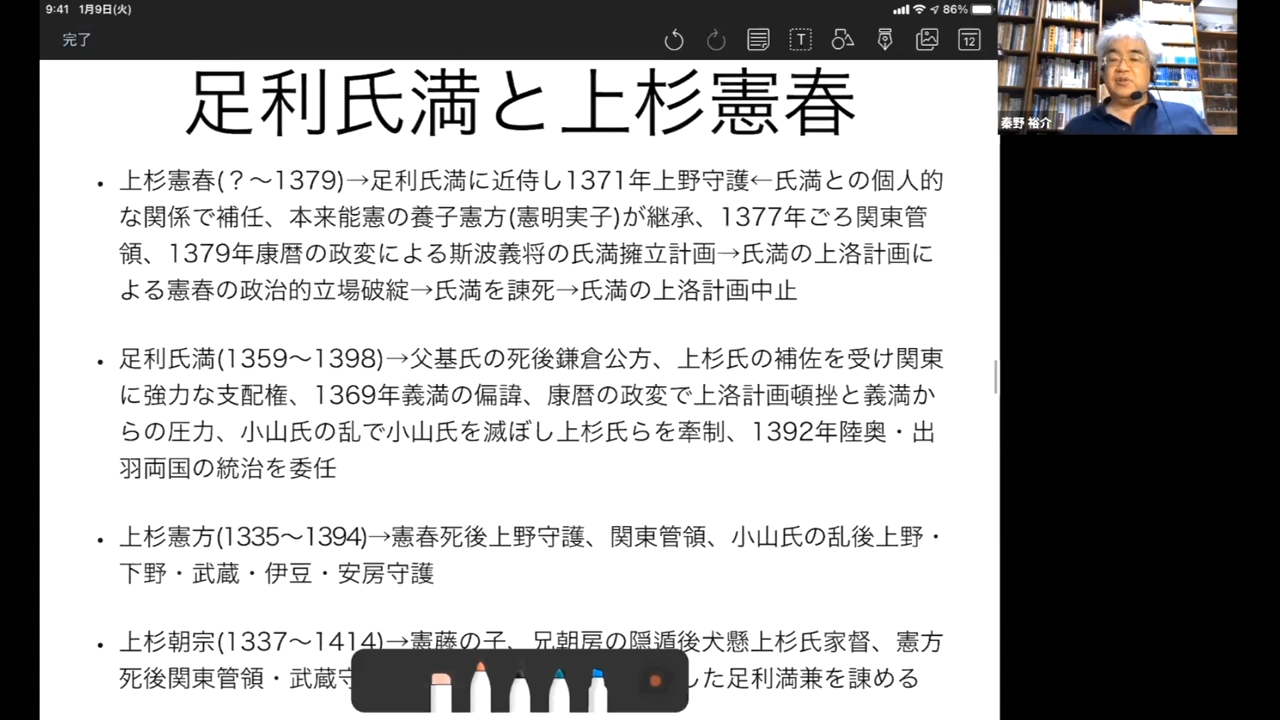 9:41 1月9日(火)
86%
完了
T
12
足利氏満と上杉憲春
秦野 裕介
• 上杉憲春(？〜1379)→足利氏満に近侍し1371年上野守護←氏満との個人的
な関係で補任、本来能憲の養子憲方(憲明実子)が継承、1377年ごろ関東管
領、1379年康暦の政変による斯波義将の氏満擁立計画→氏満の上洛計画に
よる憲春の政治的立場破綻→氏満を諌死→氏満の上洛計画中止
• 足利氏満(1359〜1398)→父基氏の死後鎌倉公方、上杉氏の補佐を受け関東
に強力な支配権、1369年義満の偏諱、康暦の政変で上洛計画頓挫と義満か
らの圧力、小山氏の乱で小山氏を滅ぼし上杉氏らを牽制、1392年陸奥・出
羽両国の統治を委任
• 上杉憲方(1335〜1394)→憲春死後上野守護、関東管領、小山氏の乱後上野・
下野・武蔵・伊豆・安房守護
• 上杉朝宗(1337〜1414)→憲藤の子、兄朝房の隠遁後犬懸上杉氏家督、憲方
死後関東管領・武蔵守 した足利満兼を諌める